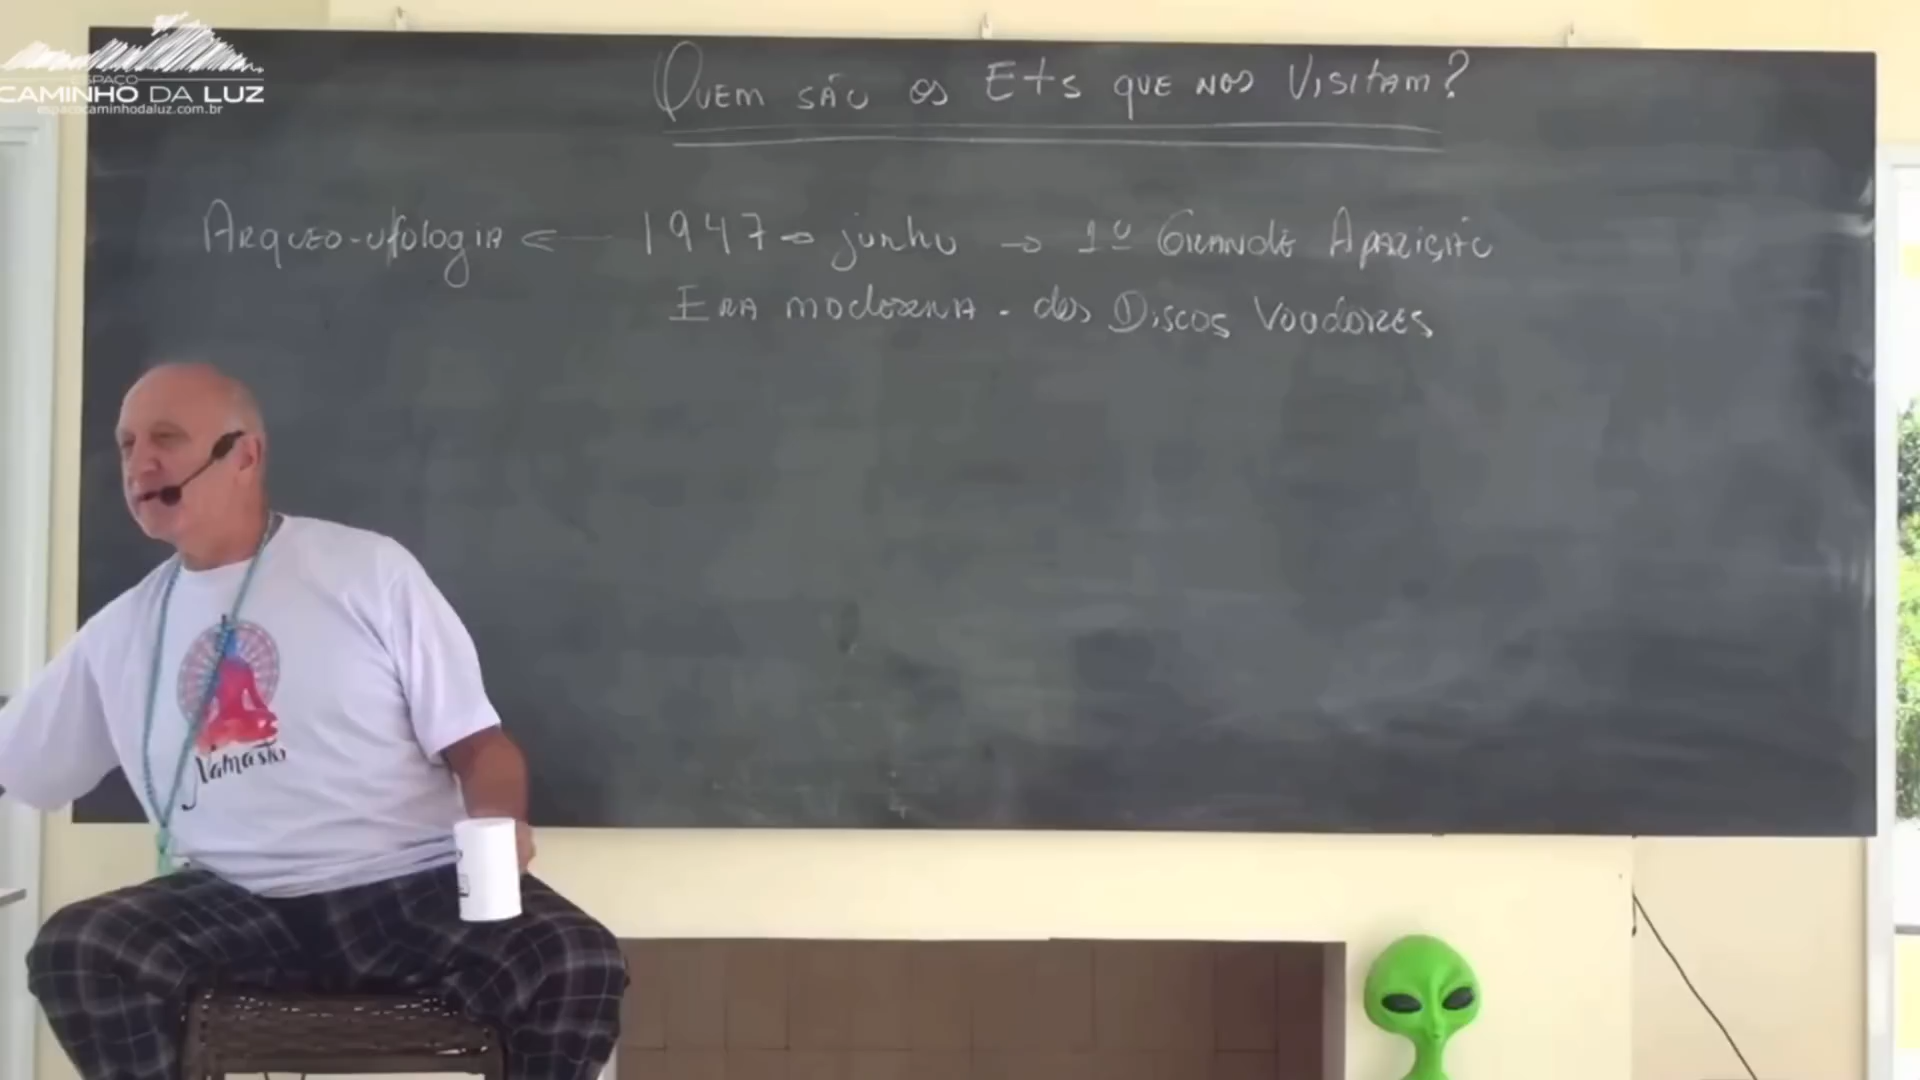 ESPAÇO
CAMINHO DA LUZ
espacocaminhodaluz.com.br
Quem são os Ets que nos Visitam?
Arqueo-ufologia ← 1947 → junho → 1º Grande Aparição
Era moderna - dos Discos Voadores
Namastê